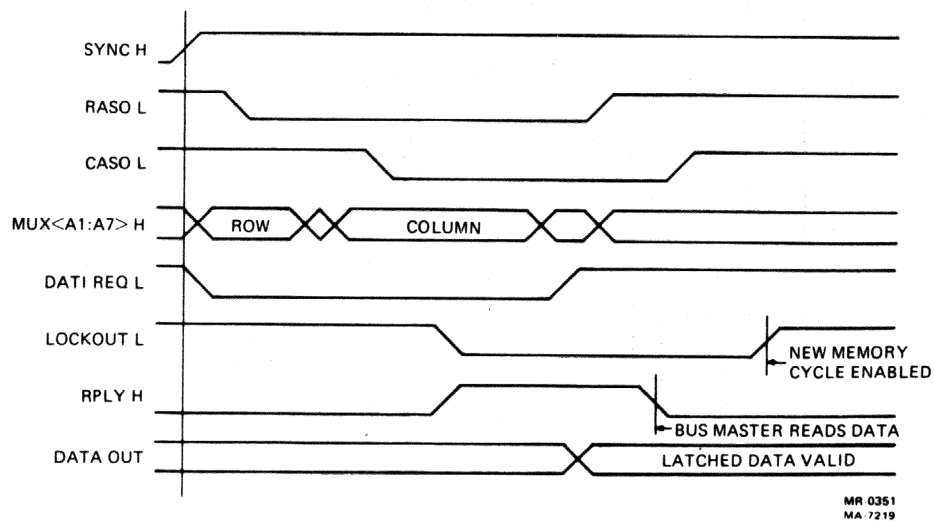 SYNC H
RASO L
CASO L
MUX<A1:A7> H
ROW
COLUMN
DATI REQ L
LOCKOUT L
NEW MEMORY
CYCLE ENABLED
RPLY H
BUS MASTER READS DATA
DATA OUT
LATCHED DATA VALID
MR-0351
MA-7219